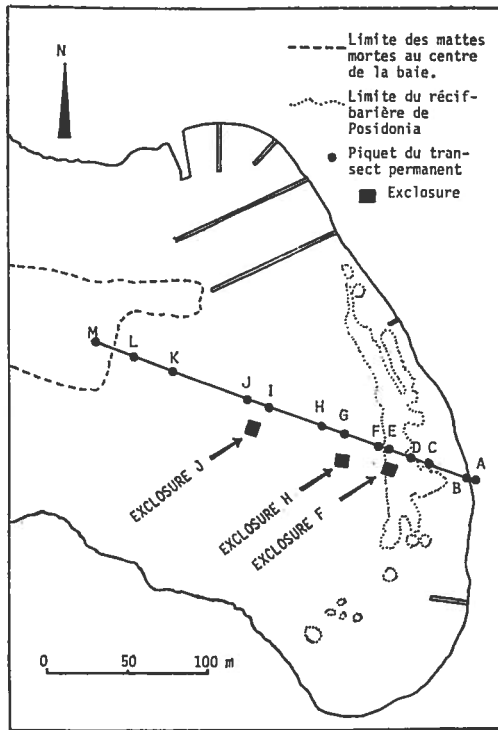 N
Limite des mattes
mortes au centre
de la baie.
Limite du récif-
barière de
Posidonia
Piquet du tran-
sect permanent
Exclosure
M
L
K
J
I
H
G
F
E
D
C
B
A
EXCLOSURE J
EXCLOSURE H
EXCLOSURE F
0 50 100 m